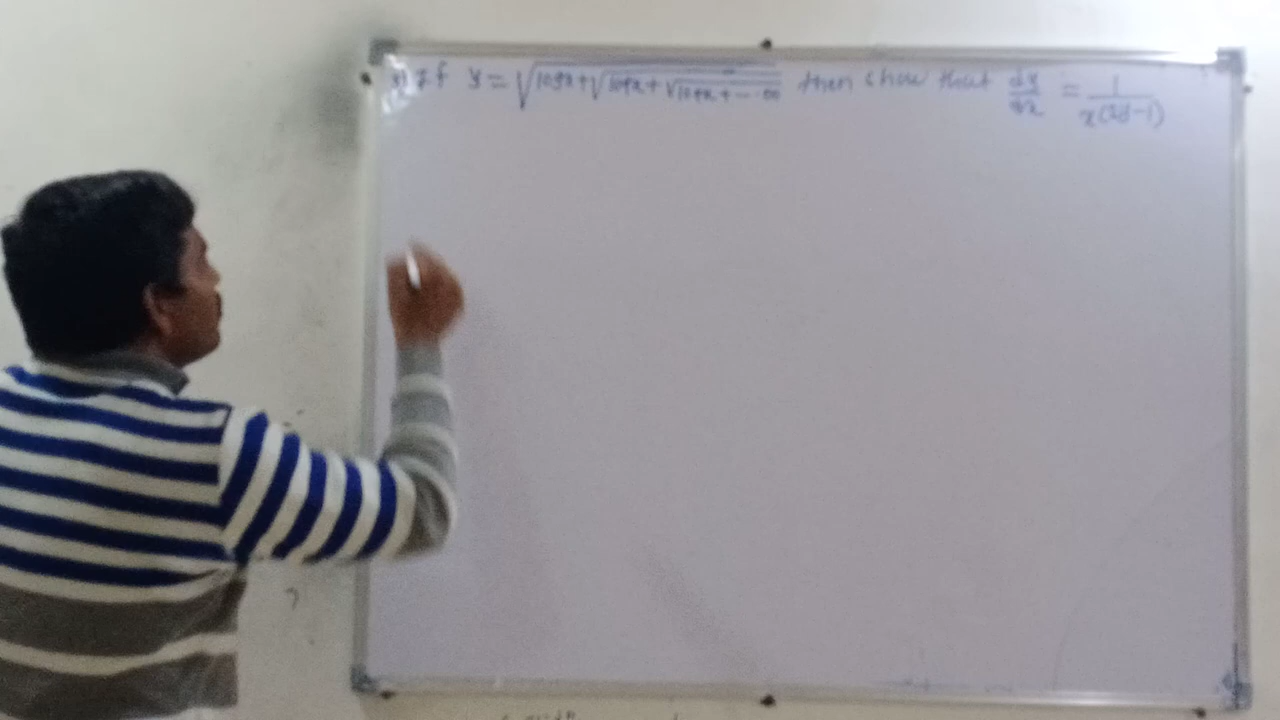 If y = √(logx+√(logx+√(logx+---∞ then show that dy/dx = 1/x(2y-1)